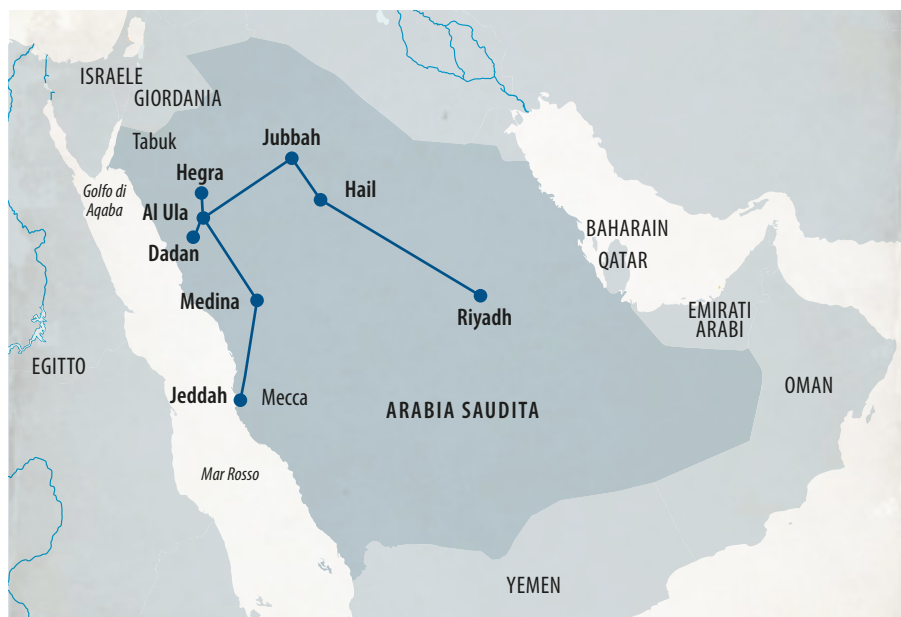 ISRAELE
GIORDANIA
Tabuk
Jubbah
Hegra
Hail
Golfo di
Aqaba
Al Ula
Dadan
BAHARAIN
QATAR
Medina
Riyadh
EMIRATI
ARABI
EGITTO
OMAN
Jeddah
Mecca
ARABIA SAUDITA
Mar Rosso
YEMEN